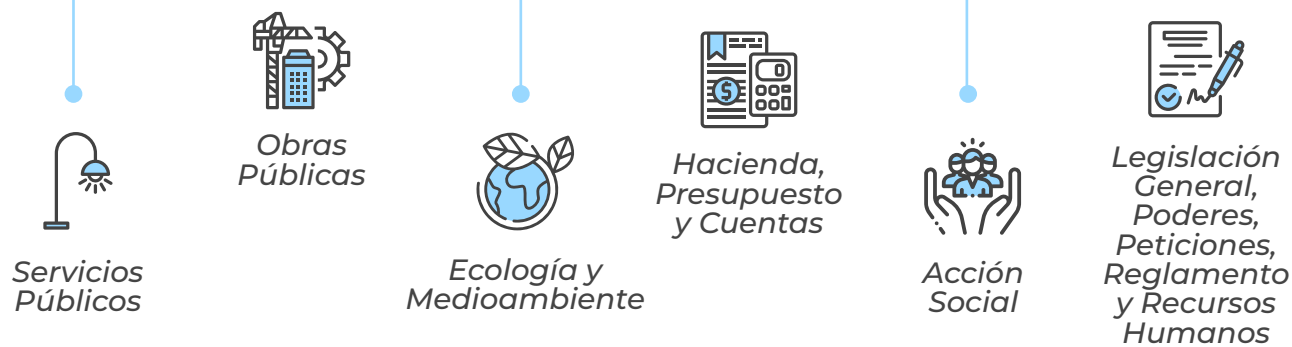 Servicios
Públicos
Obras
Públicas
Ecología y
Medioambiente
Hacienda,
Presupuesto
y Cuentas
Acción
Social
Legislación
General,
Poderes,
Peticiones,
Reglamento
y Recursos
Humanos